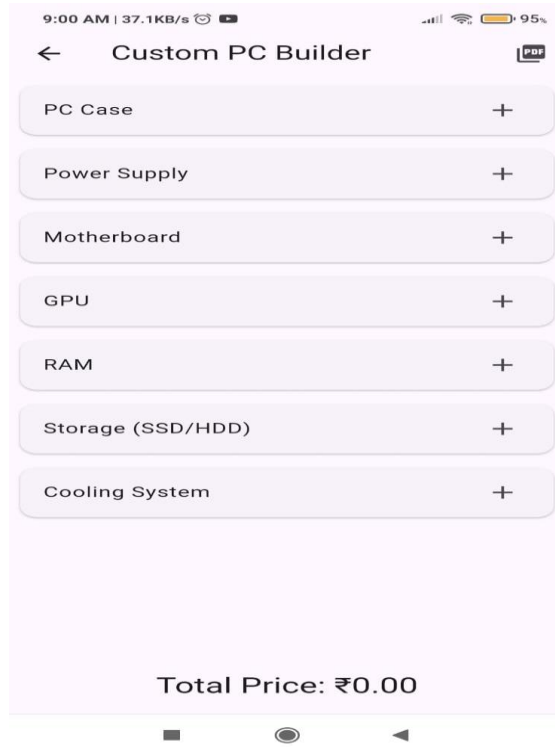 9:00 AM | 37.1KB/s 95%
Custom PC Builder PDF
PC Case
Power Supply
Motherboard
GPU
RAM
Storage (SSD/HDD)
Cooling System
Total Price: ₹0.00